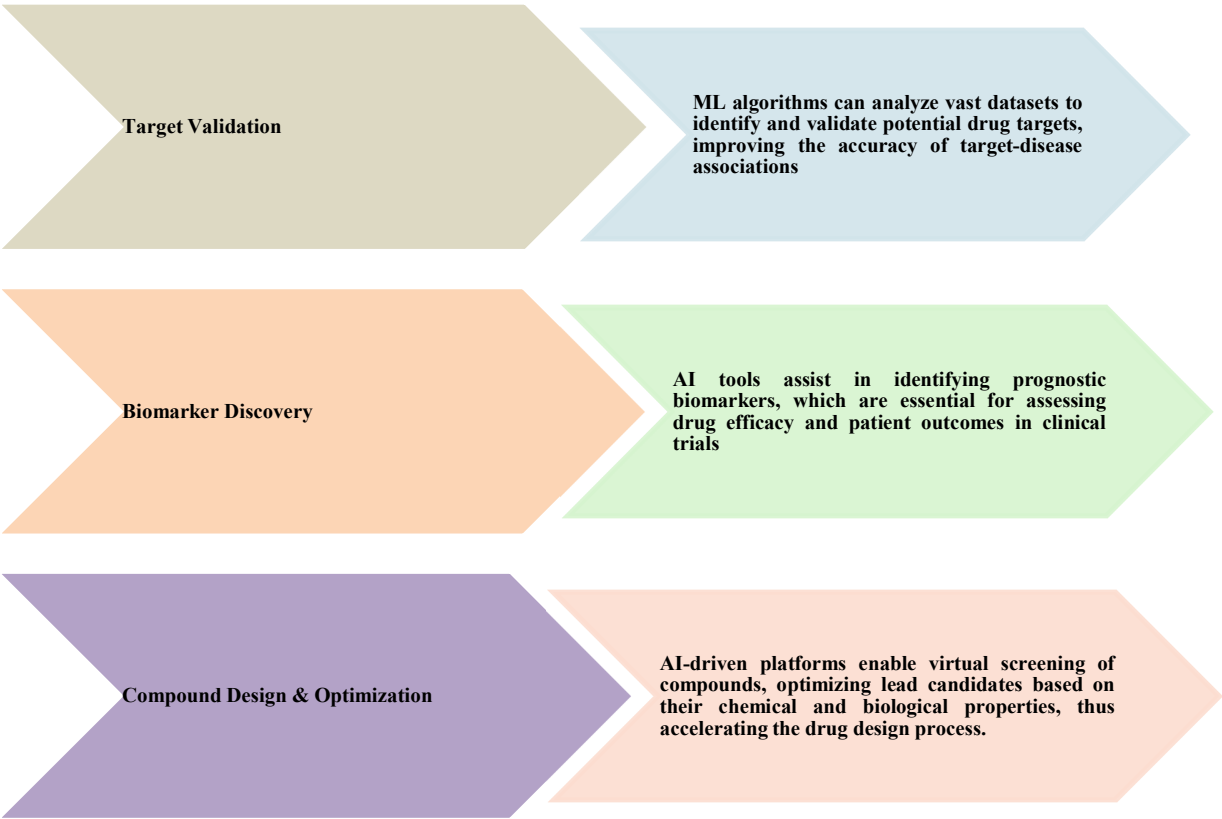 Target Validation
ML algorithms can analyze vast datasets to
identify and validate potential drug targets,
improving the accuracy of target-disease
associations
Biomarker Discovery
AI tools assist in identifying prognostic
biomarkers, which are essential for assessing
drug efficacy and patient outcomes in clinical
trials
Compound Design & Optimization
AI-driven platforms enable virtual screening of
compounds, optimizing lead candidates based on
their chemical and biological properties, thus
accelerating the drug design process.